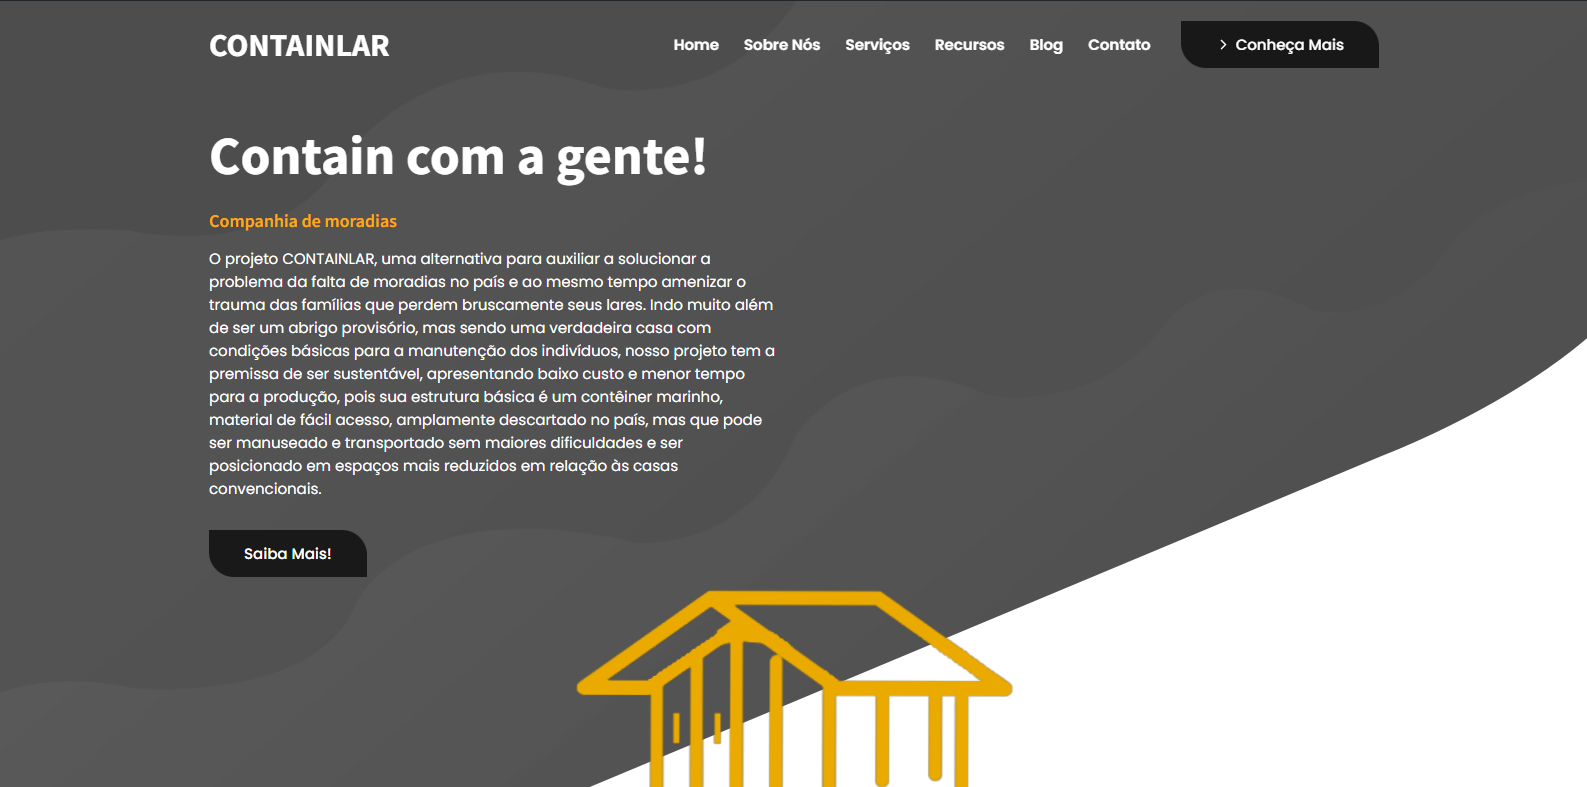 CONTAINLAR
Home
Sobre Nós
Serviços
Recursos
Blog
Contato
Conheça Mais
Contain com a gente!
Companhia de moradias
O projeto CONTAINLAR, uma alternativa para auxiliar a solucionar a
problema da falta de moradias no país e ao mesmo tempo amenizar o
trauma das famílias que perdem bruscamente seus lares. Indo muito além
de ser um abrigo provisório, mas sendo uma verdadeira casa com
condições básicas para a manutenção dos indivíduos, nosso projeto tem a
premissa de ser sustentável, apresentando baixo custo e menor tempo
para a produção, pois sua estrutura básica é um contêiner marinho,
material de fácil acesso, amplamente descartado no país, mas que pode
ser manuseado e transportado sem maiores dificuldades e ser
posicionado em espaços mais reduzidos em relação às casas
convencionais.
Saiba Mais!